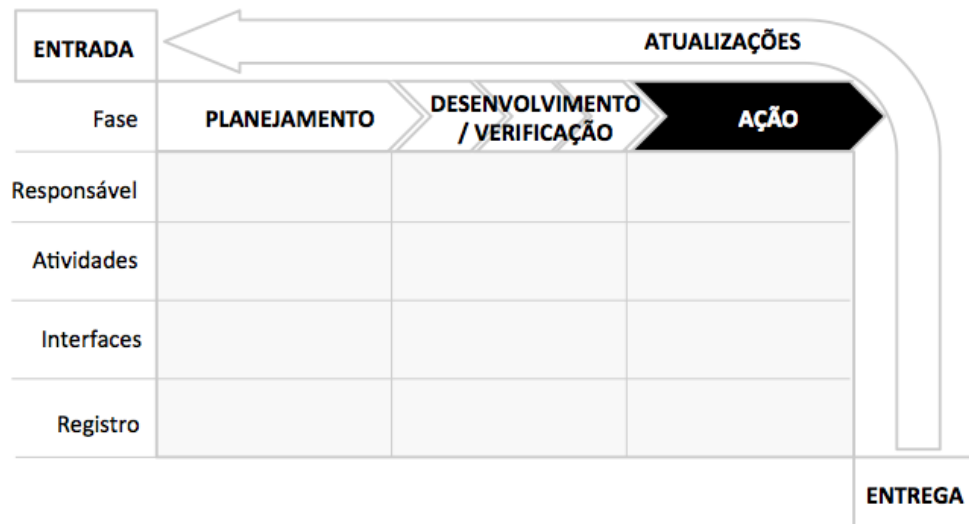 ENTRADA
ATUALIZAÇÕES
Fase
PLANEJAMENTO
DESENVOLVIMENTO
/ VERIFICAÇÃO
AÇÃO
Responsável
Atividades
Interfaces
Registro
ENTREGA